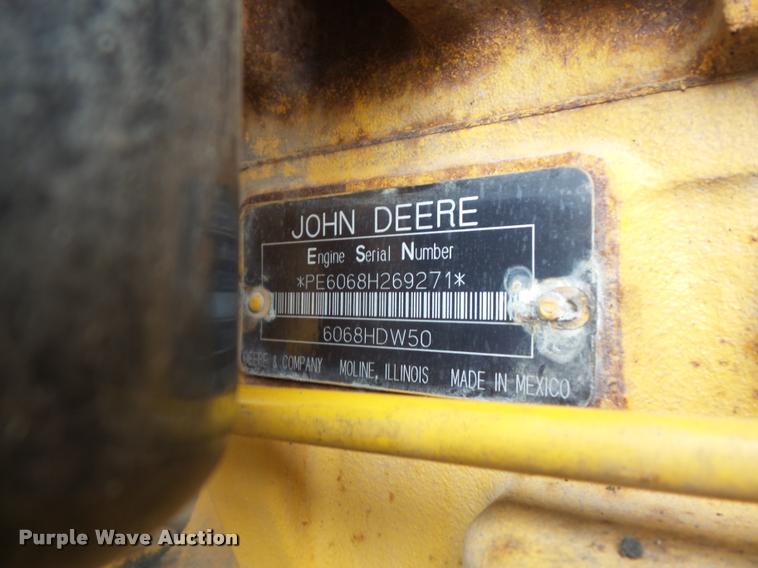 JOHN DEERE
Engine Serial Number
*PE6068H269271*
6068HDW50
DEERE & COMPANY MOLINE, ILLINOIS MADE IN MEXICO
Purple Wave Auction